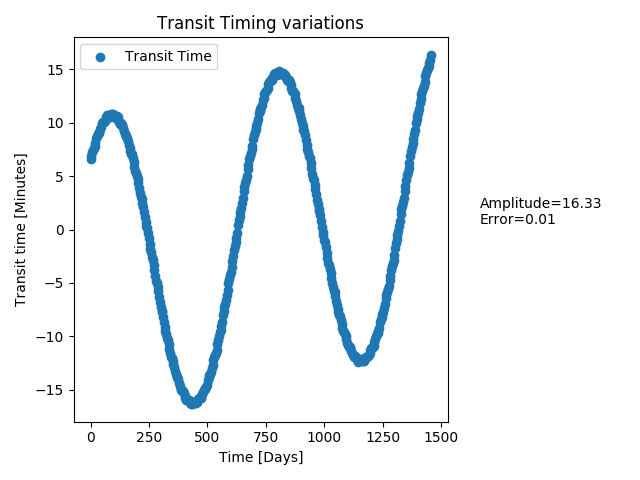 Transit Timing variations
Transit Time
15
10
5
0
−5
−10
−15
Transit time [Minutes]
0
250
500
750
1000
1250
1500
Time [Days]
Amplitude=16.33
Error=0.01